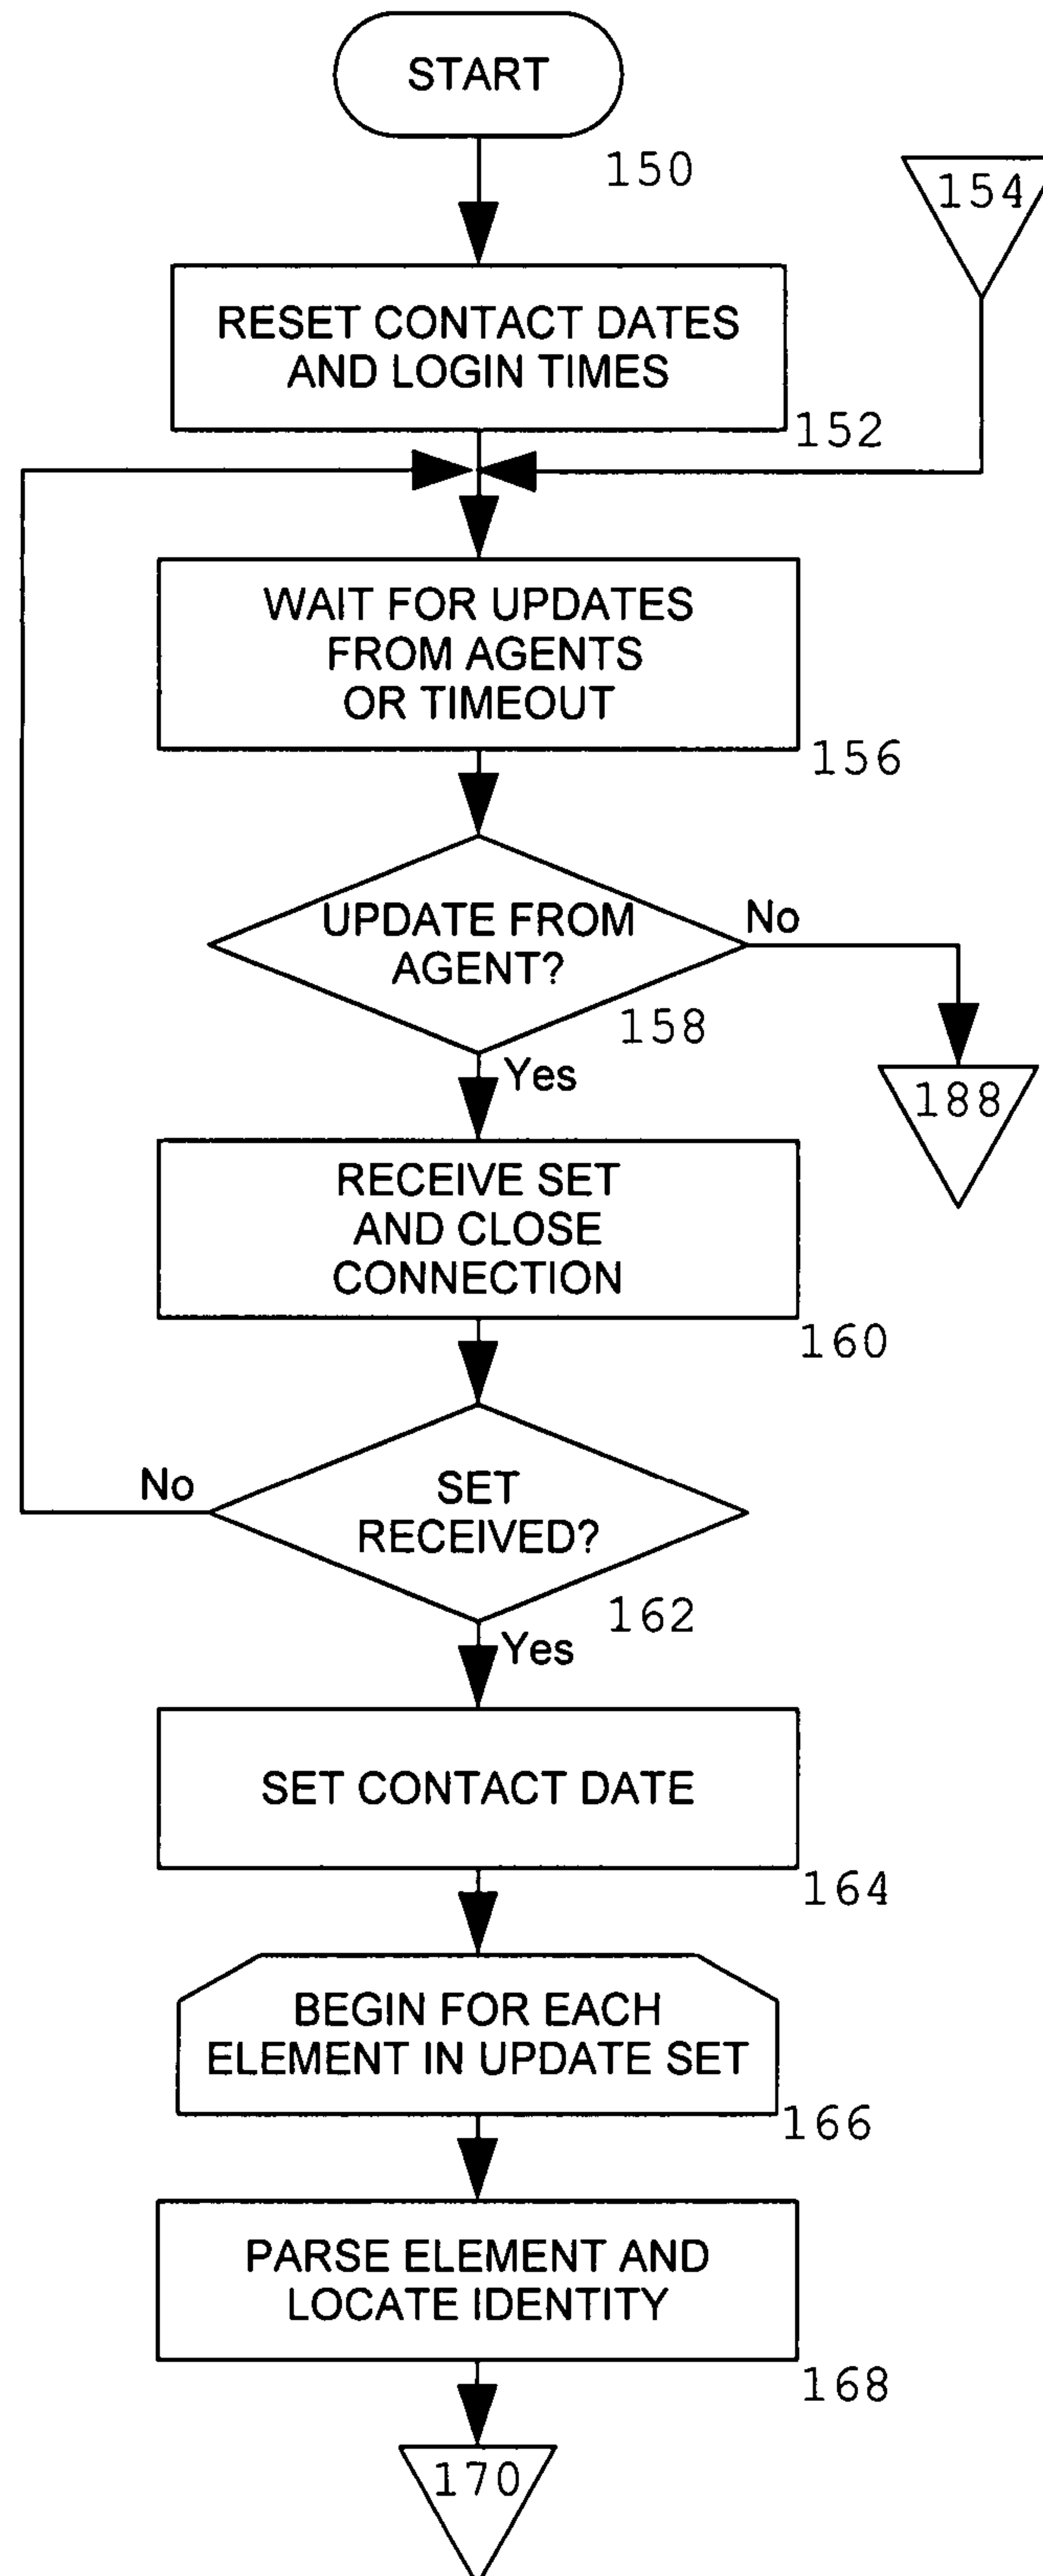 START
150
154
RESET CONTACT DATES
AND LOGIN TIMES
152
WAIT FOR UPDATES
FROM AGENTS
OR TIMEOUT
156
UPDATE FROM
AGENT?
No
158
Yes
188
RECEIVE SET
AND CLOSE
CONNECTION
160
No
SET
RECEIVED?
162
Yes
SET CONTACT DATE
164
BEGIN FOR EACH
ELEMENT IN UPDATE SET
166
PARSE ELEMENT AND
LOCATE IDENTITY
168
170